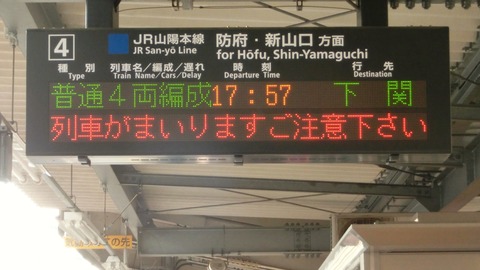 4 JR山陽本線 防府・新山口 方面
JR San-yō Line for Hōfu, Shin-Yamaguchi
種別 列車名／編成／遅れ 時刻 行先
Type Train Name/Cars/Delay Departure Time Destination
普通4両編成17:57 下関
列車がまいりますご注意下さい
の先